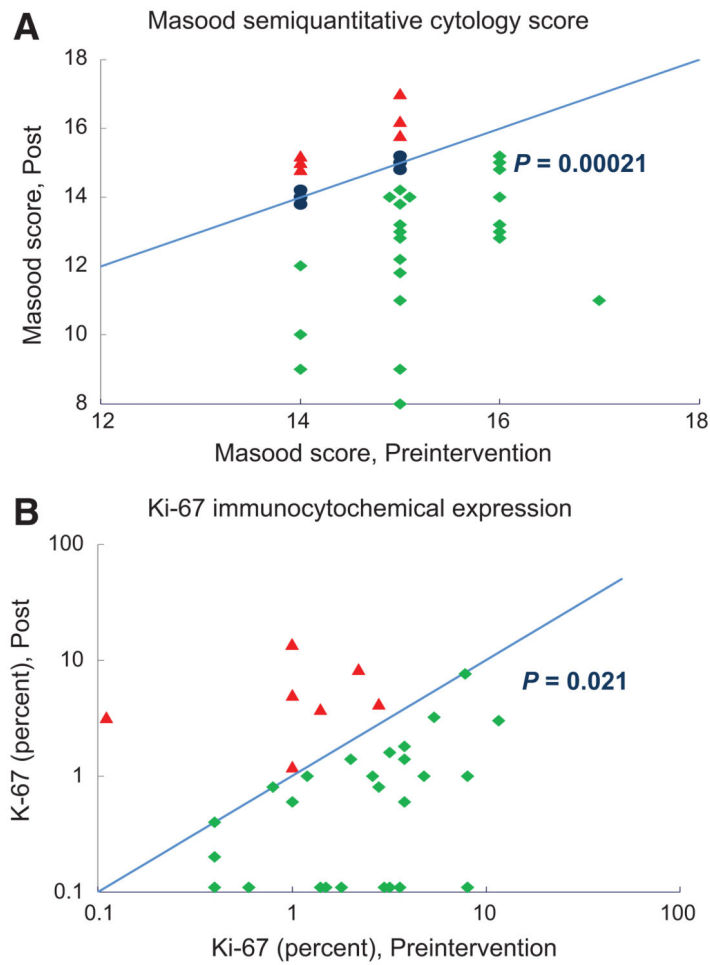 A
Masood semiquantitative cytology score
Masood score, Post
18
16
14
12
10
8
P = 0.00021
12
14
16
18
Masood score, Preintervention
B
Ki-67 immunocytochemical expression
K-67 (percent), Post
100
10
1
0.1
P = 0.021
0.1
1
10
100
Ki-67 (percent), Preintervention